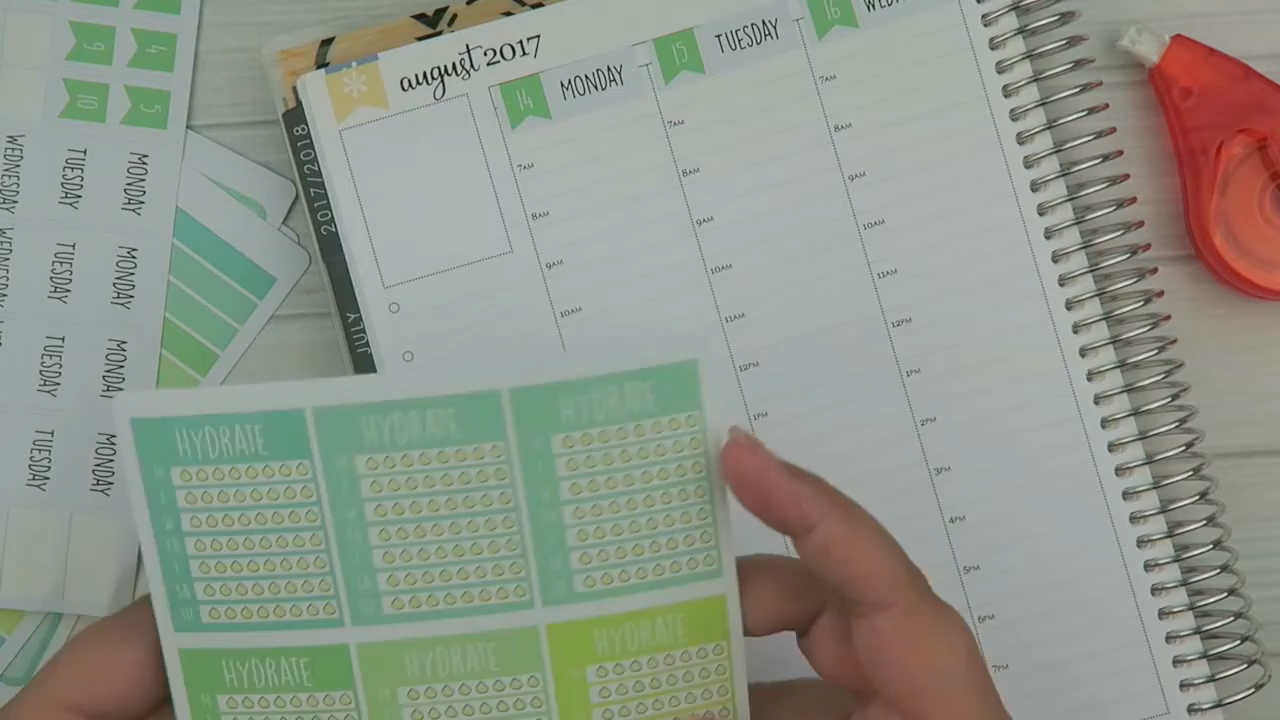 august 2017
14 MONDAY
15 TUESDAY
16
7AM
8AM
9AM
10AM
7AM
8AM
9AM
10AM
11AM
12PM
1PM
7AM
8AM
9AM
10AM
11AM
12PM
1PM
2PM
3PM
4PM
5PM
6PM
7PM
2017/2018
JULY
9
4
10
5
WEDNESDAY
TUESDAY
MONDAY
TUESDAY
MONDAY
TUESDAY
TUESDAY
MONDAY
HYDRATE
HYDRATE
HYDRATE
HYDRATE
HYDRATE
HYDRATE